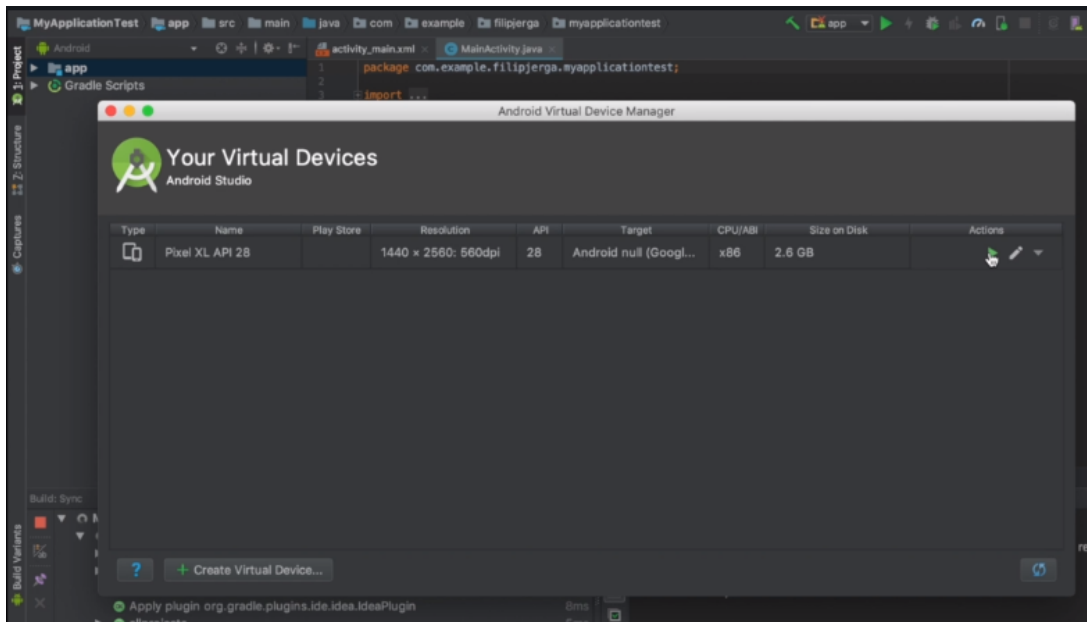 MyApplicationTest app src main java com example filipjerga myapplicationtest app
1: Project
Android
activity_main.xml
MainActivity.java
app
Gradle Scripts
1 package com.example.filipjerga.myapplicationtest;
2
3 import ...
Z: Structure
Captures
Build Variants
Android Virtual Device Manager
Your Virtual Devices
Android Studio
Type Name Play Store Resolution API Target CPU/ABI Size on Disk Actions
Pixel XL API 28 1440 × 2560: 560dpi 28 Android null (Googl... x86 2.6 GB
Build: Sync
? + Create Virtual Device...
Apply plugin org.gradle.plugins.ide.idea.IdeaPlugin 8ms